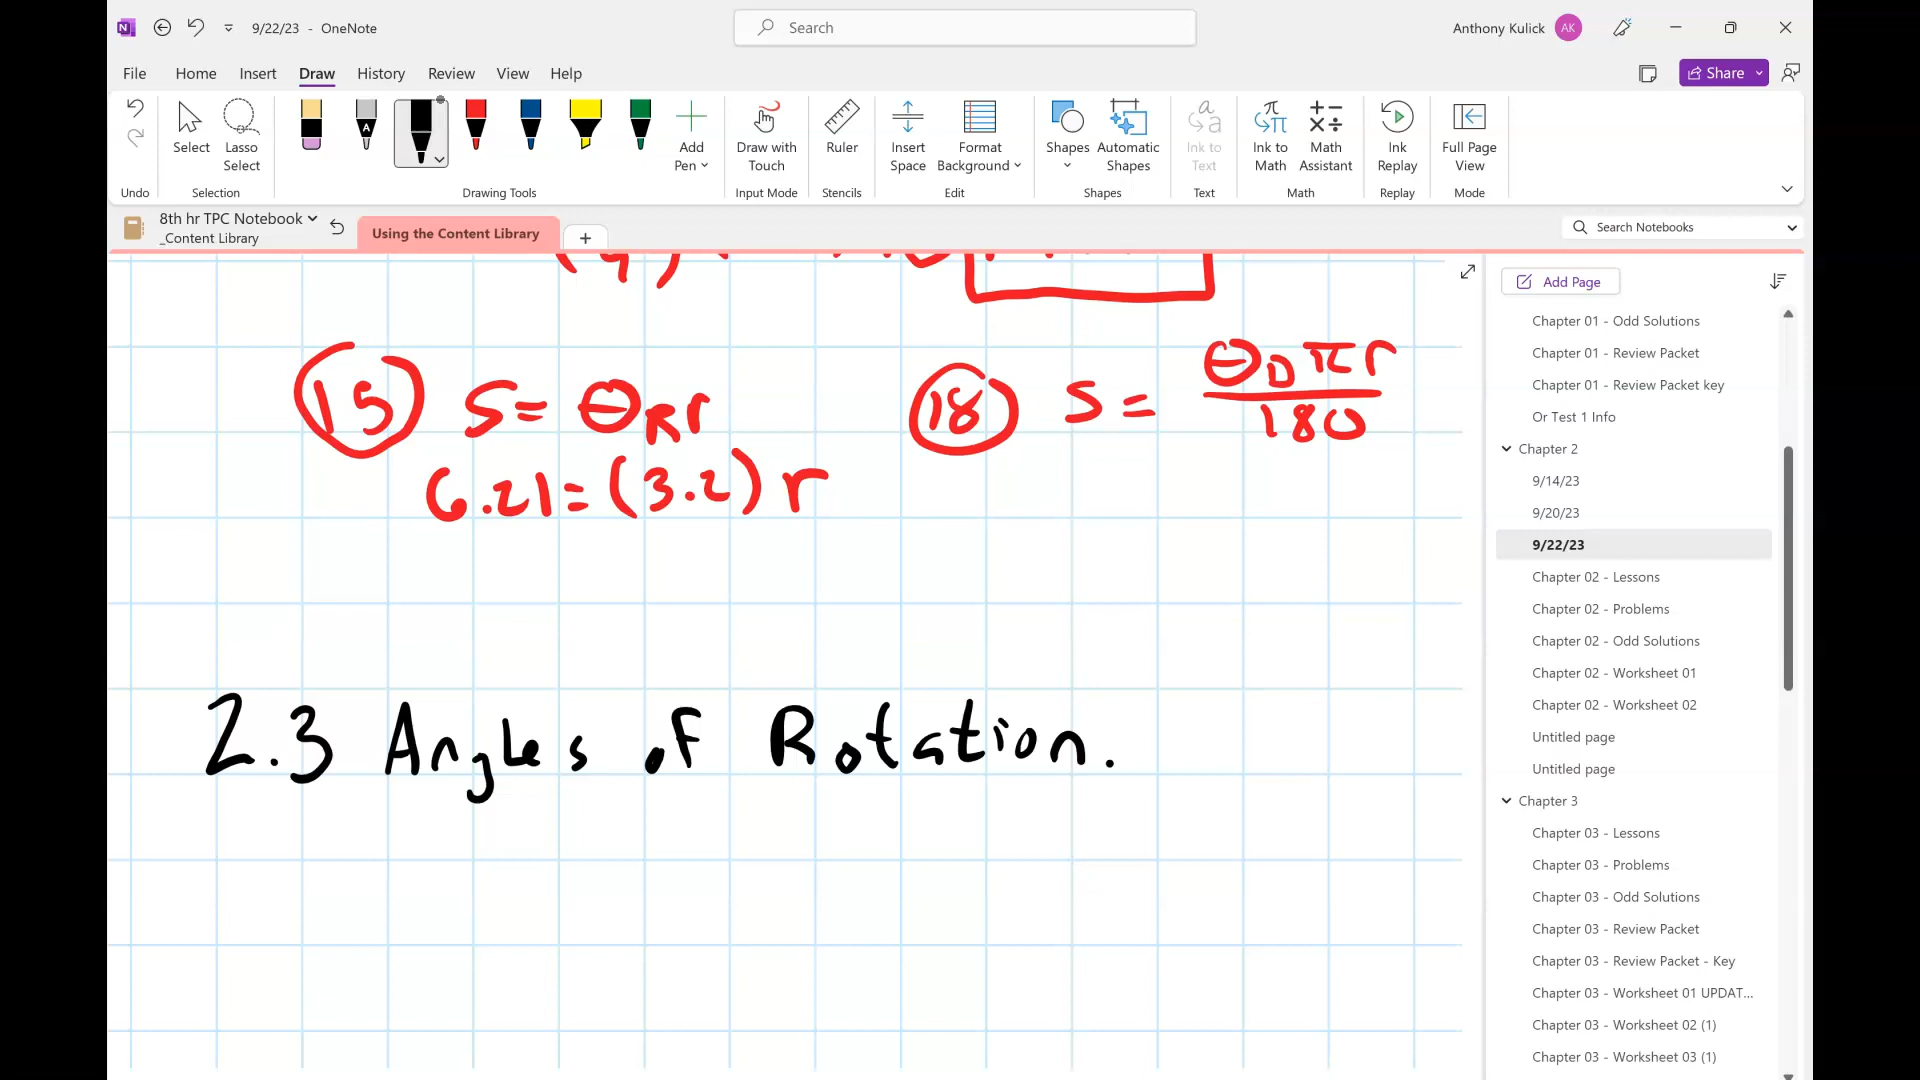 9/22/23 - OneNote
Search
Anthony Kulick AK
File Home Insert Draw History Review View Help
Share
Undo
Select
Lasso Select
Selection
A
Add Pen
Drawing Tools
Draw with Touch
Input Mode
Ruler
Stencils
Insert Space
Format Background
Edit
Shapes
Automatic Shapes
Shapes
Ink to Text
Text
Ink to Math
Math Assistant
Math
Ink Replay
Replay
Full Page View
Mode
8th hr TPC Notebook
_Content Library
Using the Content Library
+
Search Notebooks
15 S = θ_R r
6.21 = (3.2) r
18 S = θ_D π r / 180
2.3 Angles of Rotation.
Add Page
Chapter 01 - Odd Solutions
Chapter 01 - Review Packet
Chapter 01 - Review Packet key
Or Test 1 Info
Chapter 2
9/14/23
9/20/23
9/22/23
Chapter 02 - Lessons
Chapter 02 - Problems
Chapter 02 - Odd Solutions
Chapter 02 - Worksheet 01
Chapter 02 - Worksheet 02
Untitled page
Untitled page
Chapter 3
Chapter 03 - Lessons
Chapter 03 - Problems
Chapter 03 - Odd Solutions
Chapter 03 - Review Packet
Chapter 03 - Review Packet - Key
Chapter 03 - Worksheet 01 UPDAT...
Chapter 03 - Worksheet 02 (1)
Chapter 03 - Worksheet 03 (1)